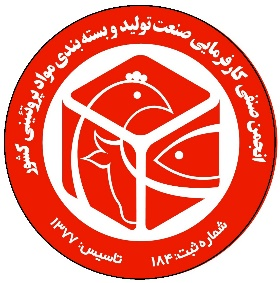 انجمن صنفی کارفرمایی صنعت تولید و بسته بندی مواد پروتئینی کشور
شماره ثبت: ۱۸۴
تاسیس: ۱۳۷۷